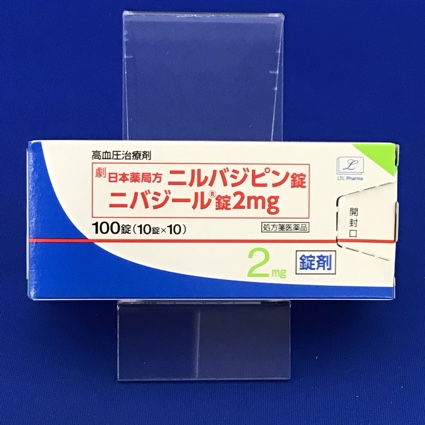 高血圧治療剤
劇 日本薬局方 ニルバジピン錠
ニバジール®錠2mg
100錠(10錠×10)
処方箋医薬品
L
LTL Pharma
開封口
2mg
錠剤